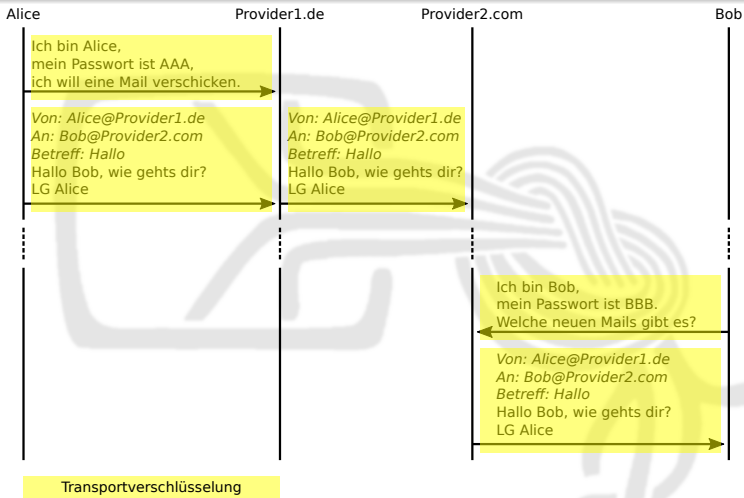 Alice
Provider1.de
Provider2.com
Bob
Ich bin Alice,
mein Passwort ist AAA,
ich will eine Mail verschicken.
Von: Alice@Provider1.de
An: Bob@Provider2.com
Betreff: Hallo
Hallo Bob, wie gehts dir?
LG Alice
Von: Alice@Provider1.de
An: Bob@Provider2.com
Betreff: Hallo
Hallo Bob, wie gehts dir?
LG Alice
Ich bin Bob,
mein Passwort ist BBB.
Welche neuen Mails gibt es?
Von: Alice@Provider1.de
An: Bob@Provider2.com
Betreff: Hallo
Hallo Bob, wie gehts dir?
LG Alice
Transportverschlüsselung